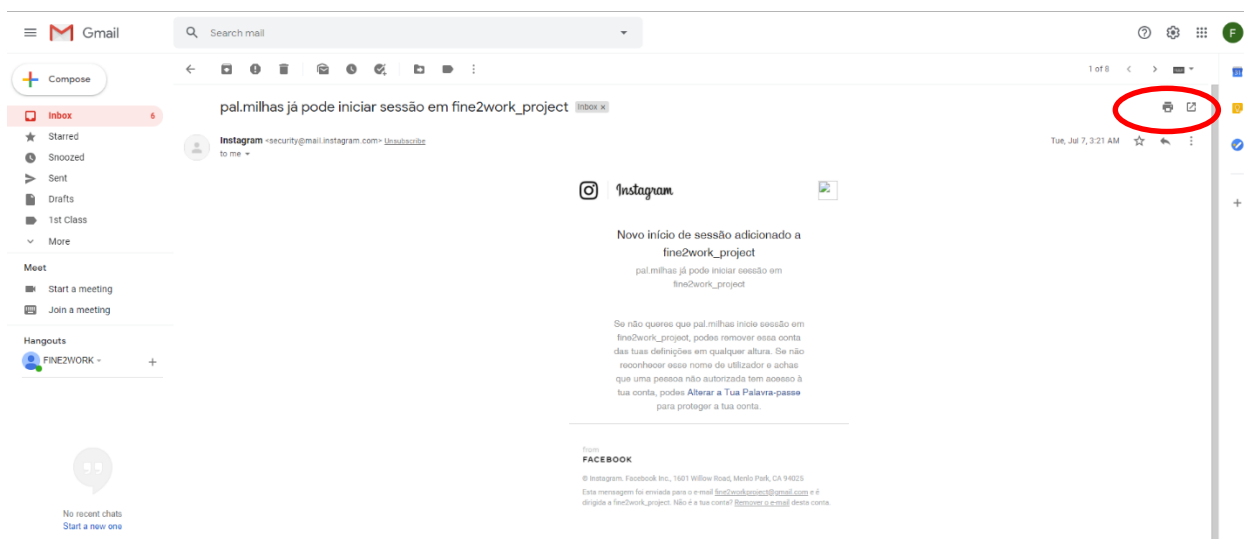 Gmail
Search mail
F
Compose
1 of 8
Inbox 6
Starred
Snoozed
Sent
Drafts
1st Class
More
Meet
Start a meeting
Join a meeting
Hangouts
FINE2WORK
No recent chats
Start a new one
pal.milhas já pode iniciar sessão em fine2work_project Inbox x
Instagram <security@mail.instagram.com> Unsubscribe
to me
Tue, Jul 7, 3:21 AM
Instagram
Novo início de sessão adicionado a
fine2work_project
pal.milhas já pode iniciar sessão em
fine2work_project
Se não queres que pal.milhas inicie sessão em
fine2work_project, podes remover essa conta
das tuas definições em qualquer altura. Se não
reconhecer esse nome de utilizador e achas
que uma pessoa não autorizada tem acesso à
tua conta, podes Alterar a Tua Palavra-passe
para proteger a tua conta.
from
FACEBOOK
© Instagram. Facebook Inc., 1601 Willow Road, Menlo Park, CA 94025
Esta mensagem foi enviada para o e-mail fine2workproject@gmail.com e é
dirigida a fine2work_project. Não é a tua conta? Remover o e-mail desta conta.